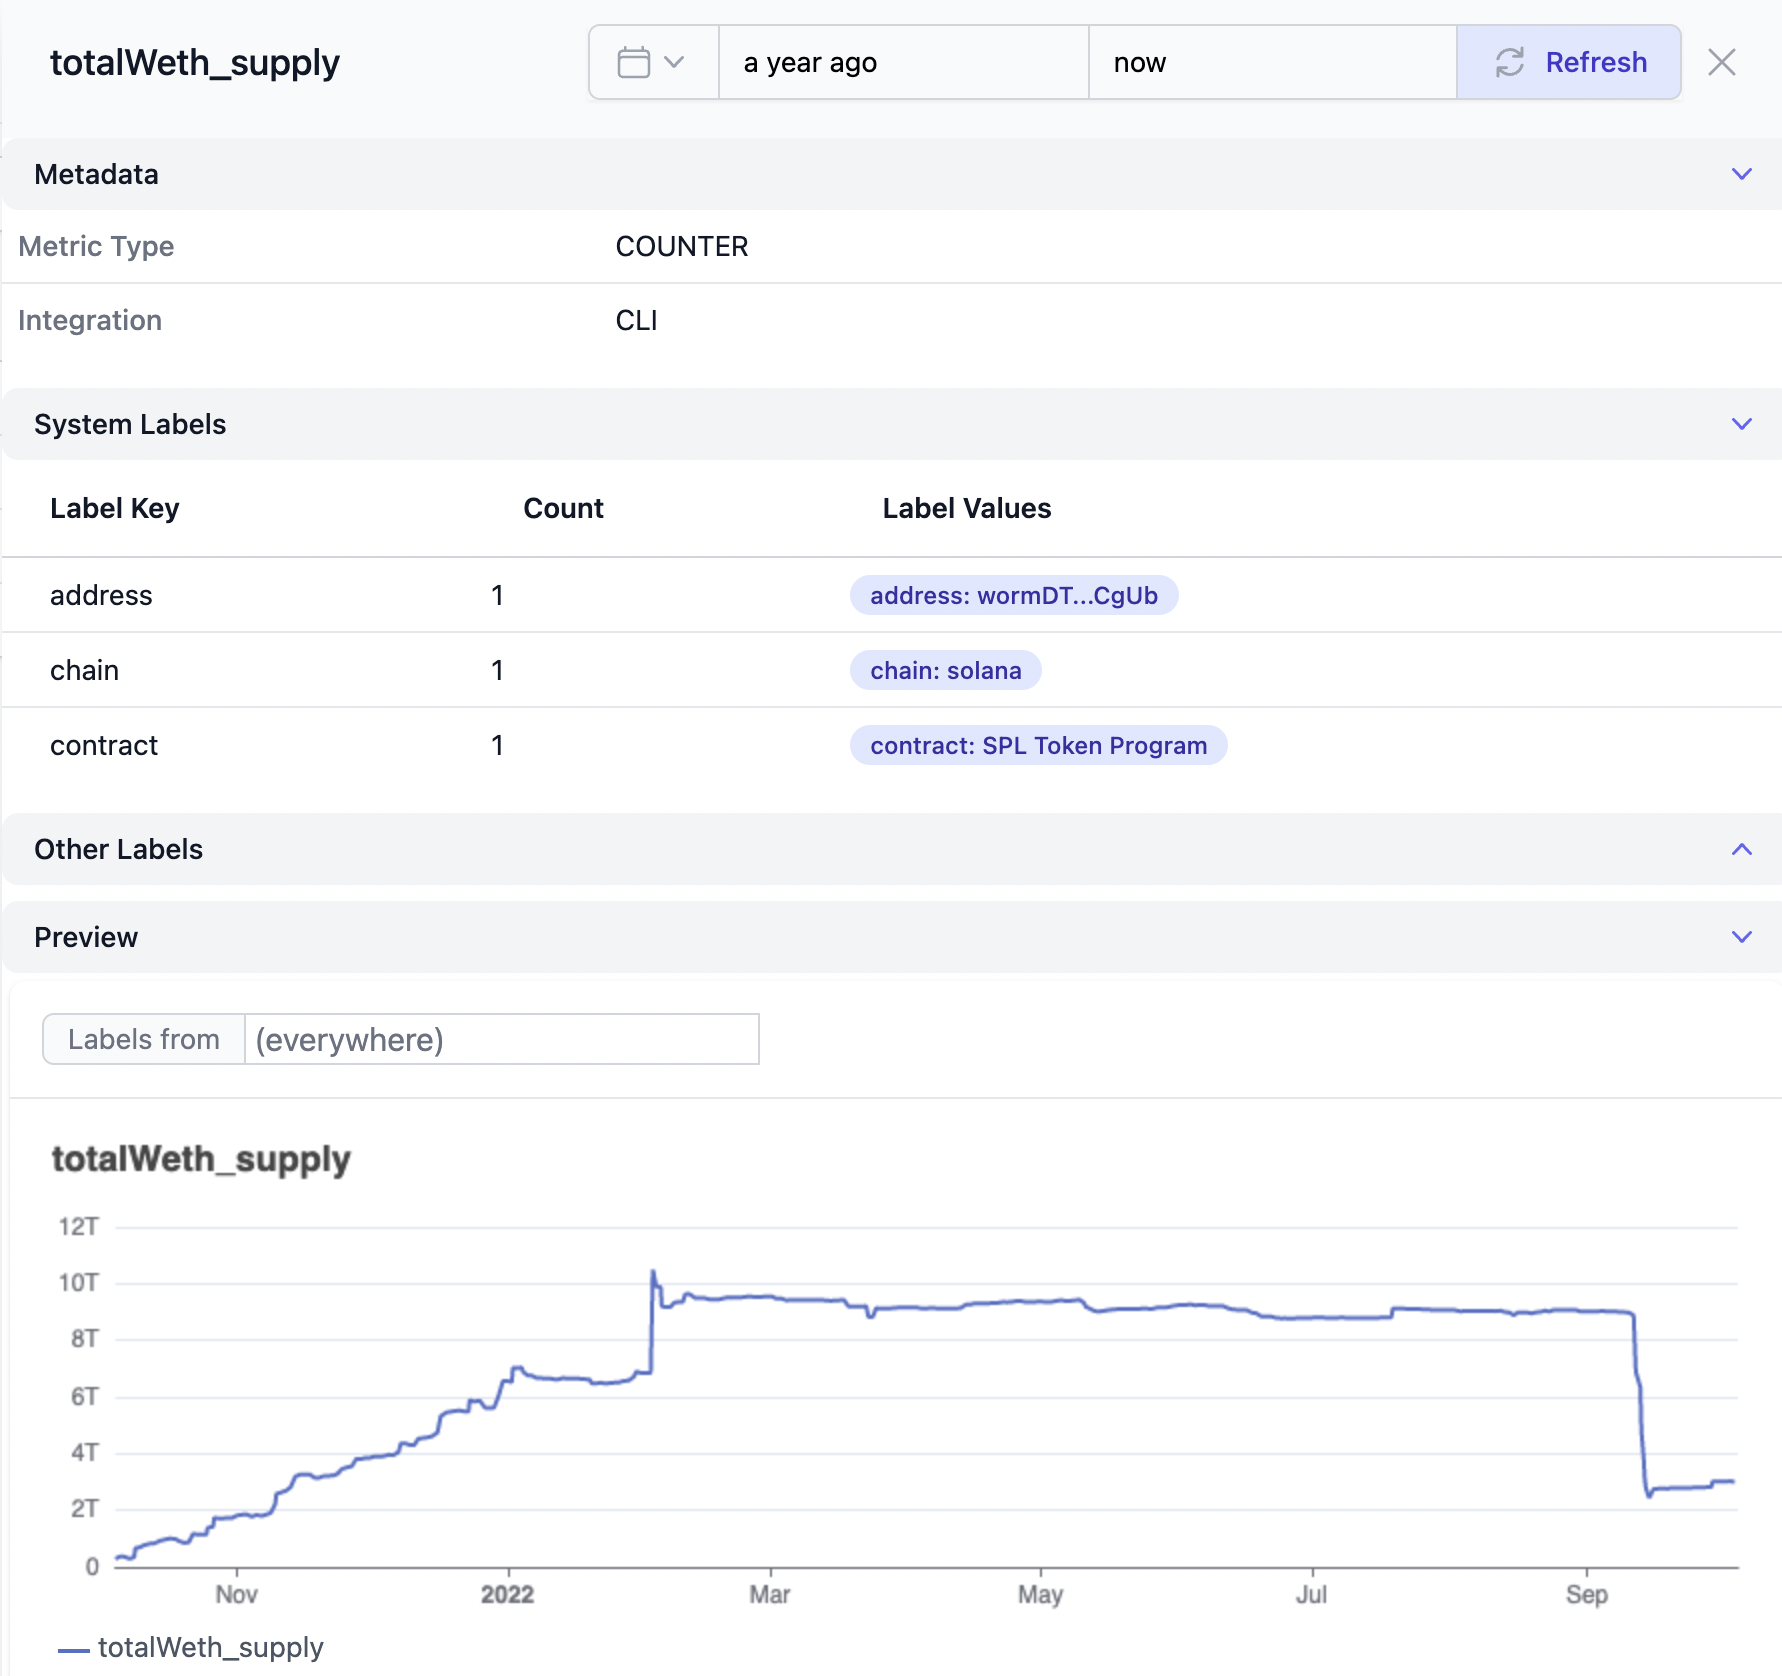 totalWeth_supply
a year ago
now
Refresh
Metadata
Metric Type COUNTER
Integration CLI
System Labels
Label Key Count Label Values
address 1 address: wormDT...CgUb
chain 1 chain: solana
contract 1 contract: SPL Token Program
Other Labels
Preview
Labels from (everywhere)
totalWeth_supply
12T
10T
8T
6T
4T
2T
0
Nov 2022 Mar May Jul Sep
totalWeth_supply